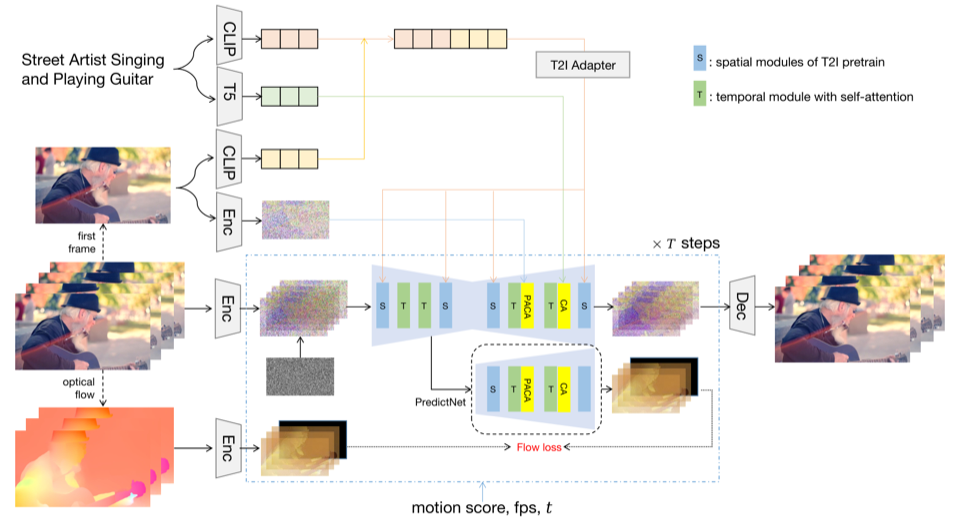 Street Artist Singing
and Playing Guitar
CLIP
T5
CLIP
Enc
T2I Adapter
S : spatial modules of T2I pretrain
T : temporal module with self-attention
first
frame
× T steps
Enc
S T T S S T PACA T CA S
Dec
optical
flow
PredictNet
S T PACA T CA
Enc
Flow loss
motion score, fps, t